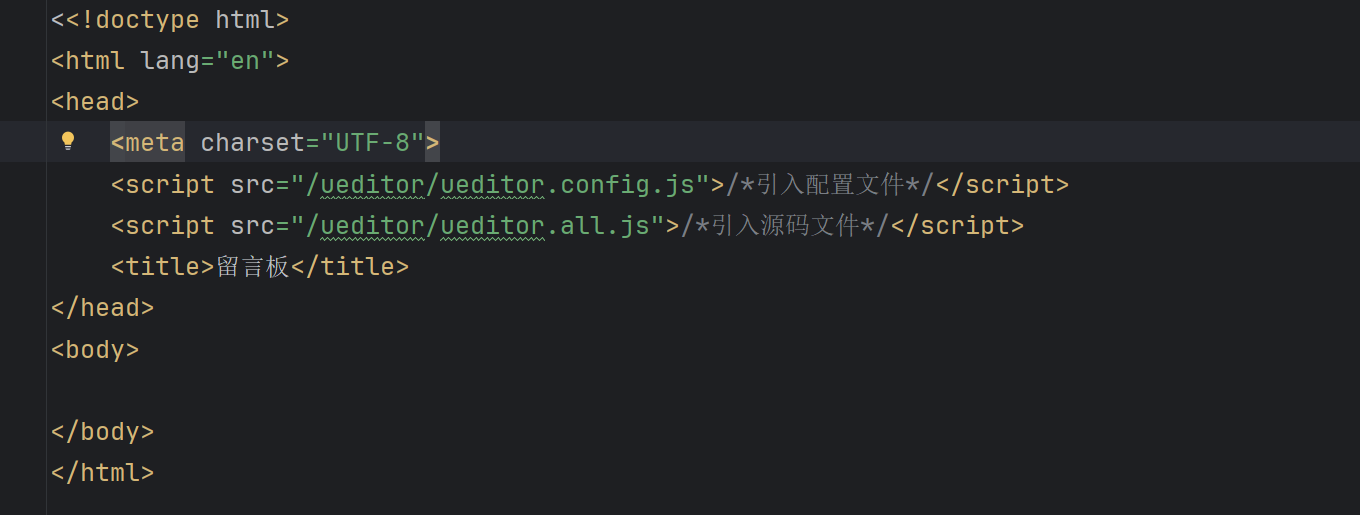 <<!doctype html>
<html lang="en">
<head>
    <meta charset="UTF-8">
    <script src="/ueditor/ueditor.config.js">/*引入配置文件*/</script>
    <script src="/ueditor/ueditor.all.js">/*引入源码文件*/</script>
    <title>留言板</title>
</head>
<body>

</body>
</html>